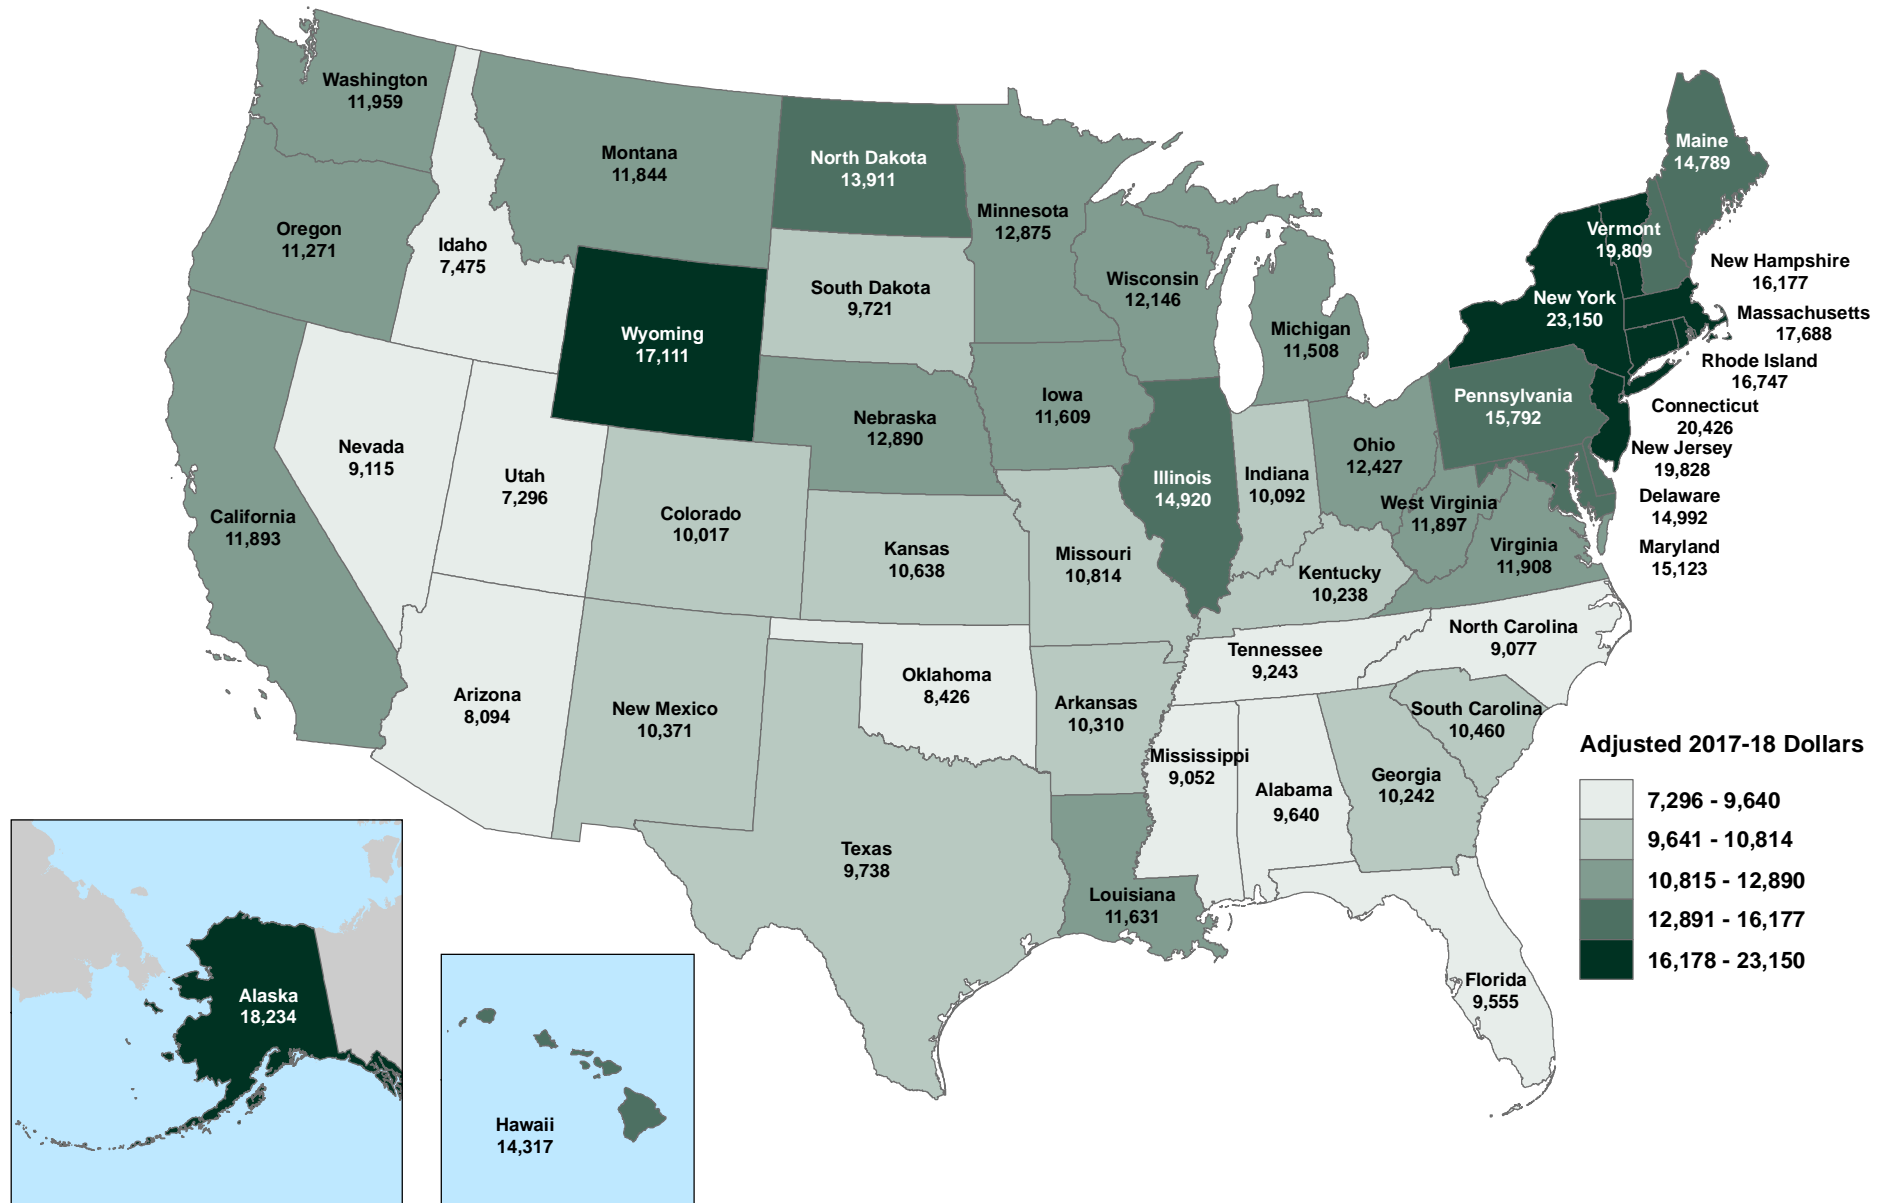 Washington
11,959
Montana
11,844
North Dakota
13,911
Minnesota
12,875
Maine
14,789
Oregon
11,271
Idaho
7,475
South Dakota
9,721
Wisconsin
12,146
Michigan
11,508
Vermont
19,809
New Hampshire
16,177
New York
23,150
Massachusetts
17,688
Wyoming
17,111
Rhode Island
16,747
Pennsylvania
15,792
Connecticut
20,426
Nebraska
12,890
Iowa
11,609
New Jersey
19,828
Nevada
9,115
Utah
7,296
Illinois
14,920
Indiana
10,092
Ohio
12,427
Delaware
14,992
California
11,893
Colorado
10,017
West Virginia
11,897
Kansas
10,638
Missouri
10,814
Virginia
11,908
Maryland
15,123
Kentucky
10,238
Arizona
8,094
New Mexico
10,371
Oklahoma
8,426
Arkansas
10,310
Tennessee
9,243
North Carolina
9,077
South Carolina
10,460
Mississippi
9,052
Alabama
9,640
Georgia
10,242
Texas
9,738
Louisiana
11,631
Florida
9,555
Alaska
18,234
Hawaii
14,317
Adjusted 2017-18 Dollars
7,296 - 9,640
9,641 - 10,814
10,815 - 12,890
12,891 - 16,177
16,178 - 23,150